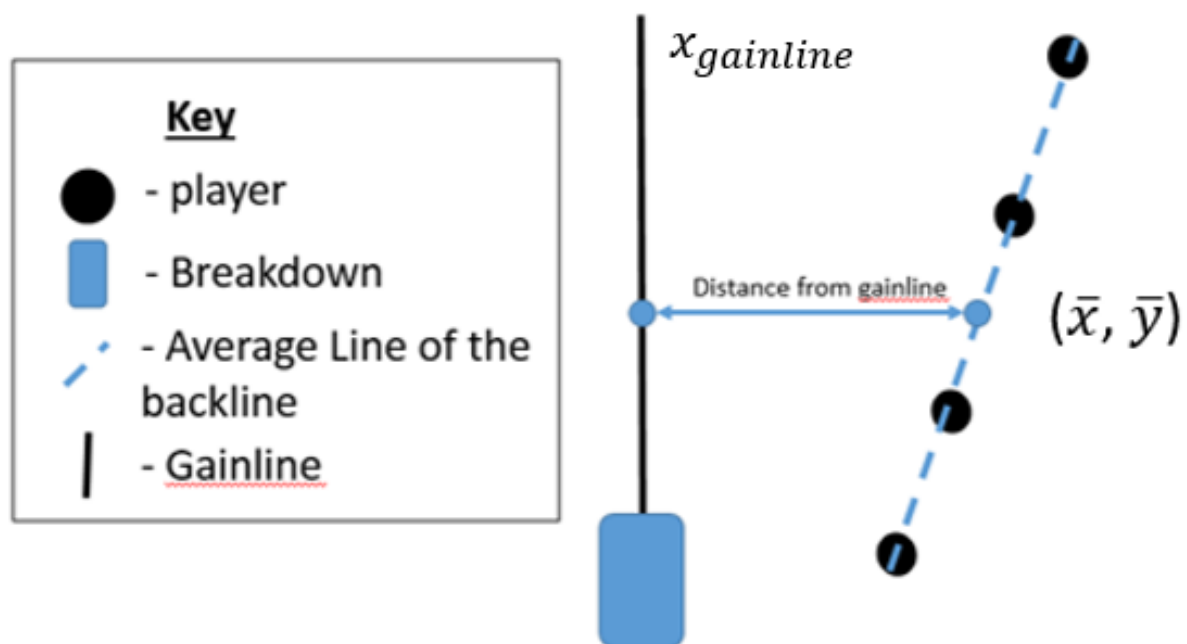 Key
- player
- Breakdown
- Average Line of the
backline
- Gainline
x_gainline
Distance from gainline
(x̄, ȳ)